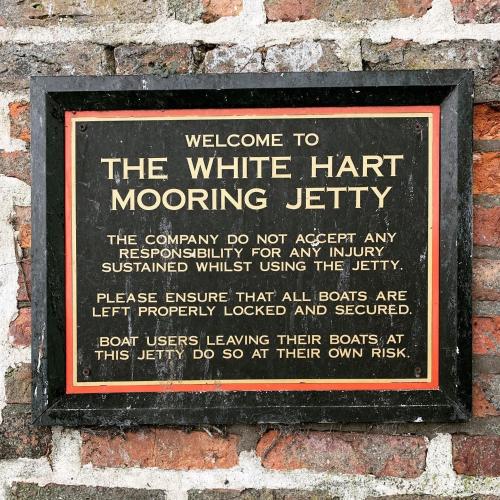 WELCOME TO
THE WHITE HART
MOORING JETTY
THE COMPANY DO NOT ACCEPT ANY
RESPONSIBILITY FOR ANY INJURY
SUSTAINED WHILST USING THE JETTY.
PLEASE ENSURE THAT ALL BOATS ARE
LEFT PROPERLY LOCKED AND SECURED.
BOAT USERS LEAVING THEIR BOATS AT
THIS JETTY DO SO AT THEIR OWN RISK.